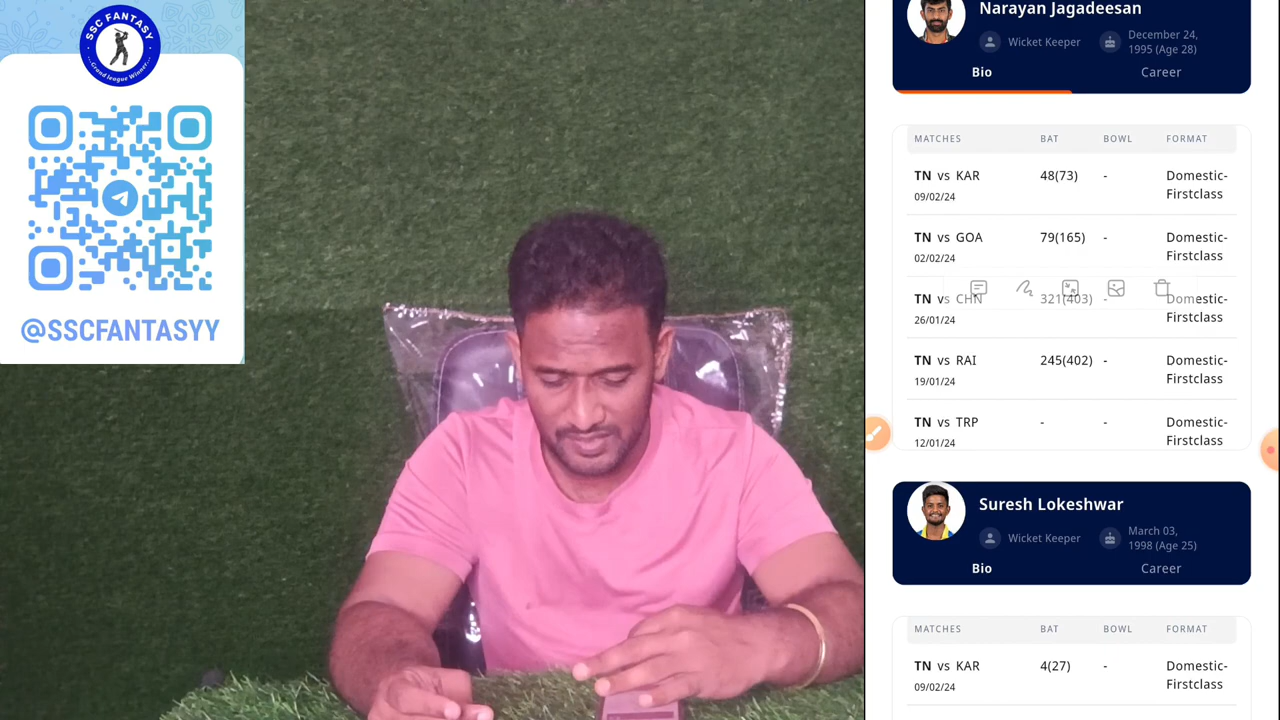 SSC FANTASY
...Grand league Winner...
@SSCFANTASYY
Narayan Jagadeesan
Wicket Keeper
December 24,
1995 (Age 28)
Bio Career
MATCHES BAT BOWL FORMAT
TN vs KAR 48(73) - Domestic-
09/02/24 Firstclass
TN vs GOA 79(165) - Domestic-
02/02/24 Firstclass
TN vs CHN 321(403) - Domestic-
26/01/24 Firstclass
TN vs RAI 245(402) - Domestic-
19/01/24 Firstclass
TN vs TRP - - Domestic-
12/01/24 Firstclass
Suresh Lokeshwar
Wicket Keeper
March 03,
1998 (Age 25)
Bio Career
MATCHES BAT BOWL FORMAT
TN vs KAR 4(27) - Domestic-
09/02/24 Firstclass